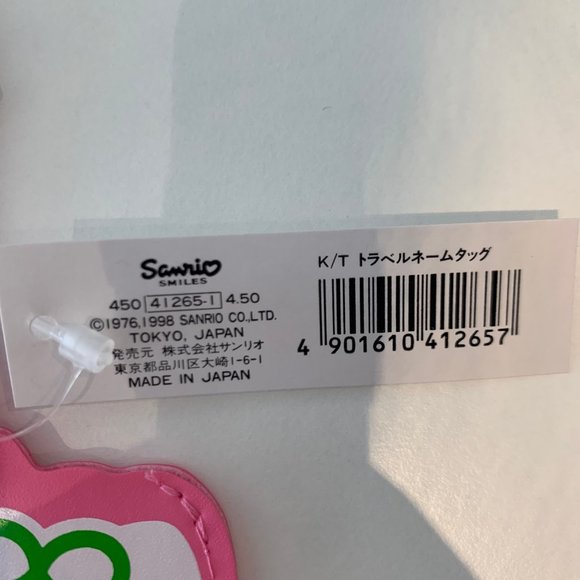 Sanrio
SMILES
450 41265-1 4.50
©1976,1998 SANRIO CO.,LTD.
TOKYO, JAPAN
発売元 株式会社サンリオ
東京都品川区大崎1-6-1
MADE IN JAPAN
K/T トラベルネームタッグ
4 901610 412657